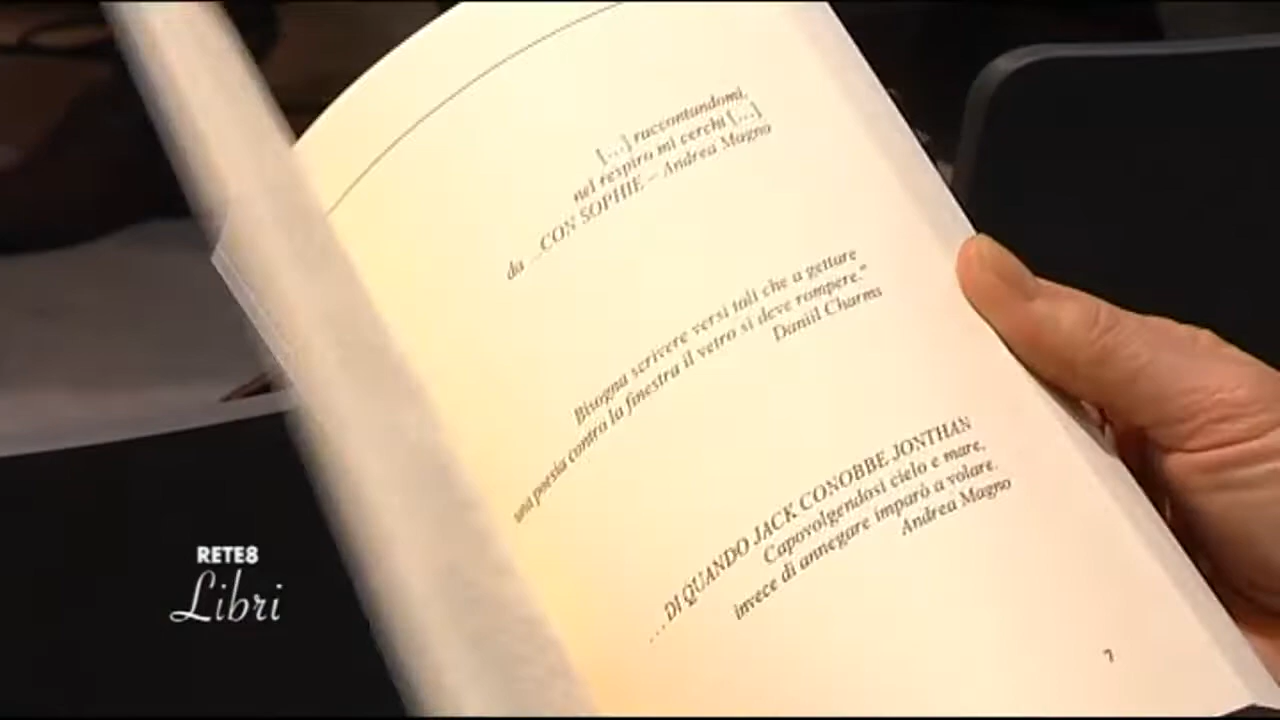 [...] raccontandomi,
nel respiro mi cerchi [...]
da ...CON SOPHIE – Andrea Magno
Bisogna scrivere versi tali che a gettare
una poesia contro la finestra il vetro si deve rompere."
Daniil Charms
...DI QUANDO JACK CONOBBE JONTHAN
Capovolgendosi cielo e mare,
invece di annegare imparò a volare.
Andrea Magno
7
RETE8
Libri